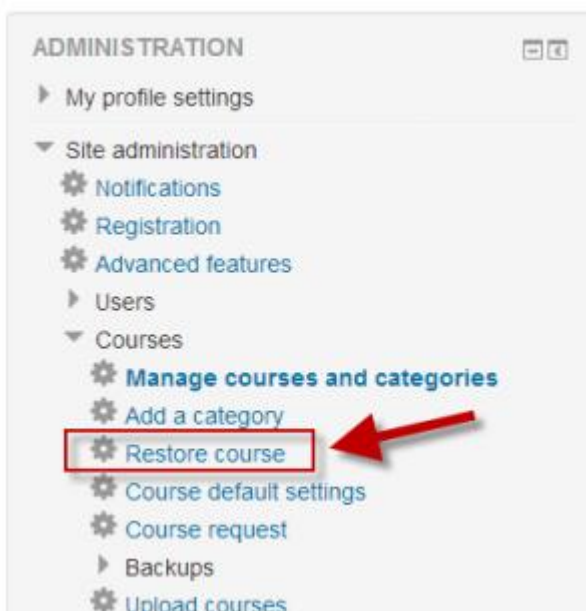 ADMINISTRATION
My profile settings
Site administration
Notifications
Registration
Advanced features
Users
Courses
Manage courses and categories
Add a category
Restore course
Course default settings
Course request
Backups
Upload courses